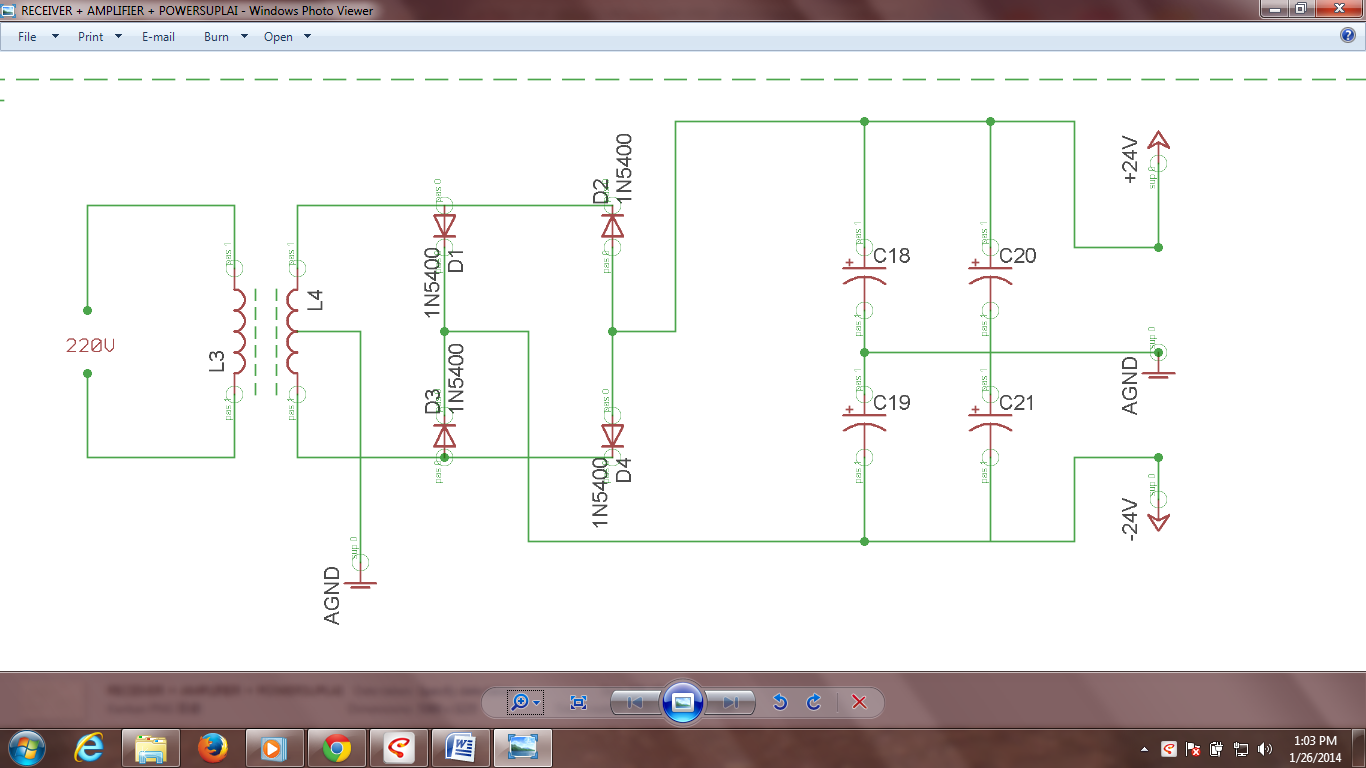 RECEIVER + AMPLIFIER + POWERSUPLAI - Windows Photo Viewer
File Print E-mail Burn Open
220V
L3
L4
AGND
D1
1N5400
D2
1N5400
D3
1N5400
D4
1N5400
C18
C20
C19
C21
+24V
AGND
-24V
1:03 PM
1/26/2014